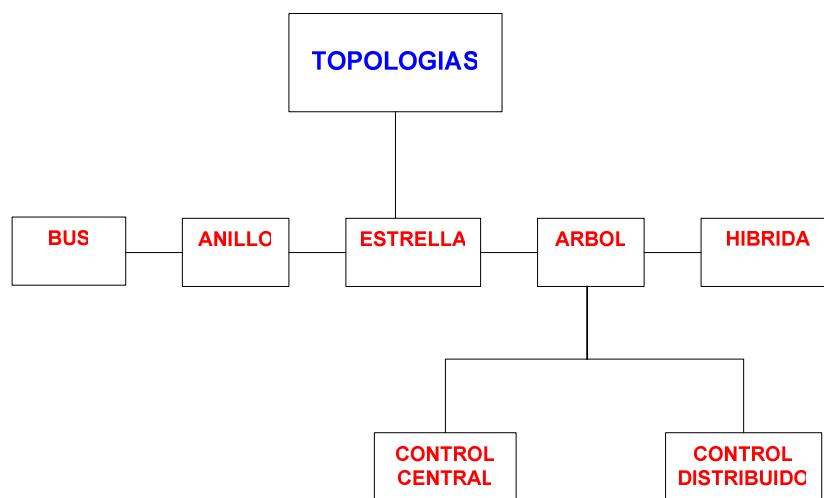 TOPOLOGIAS
BUS
ANILLO
ESTRELLA
ARBOL
HIBRIDA
CONTROL
CENTRAL
CONTROL
DISTRIBUIDO